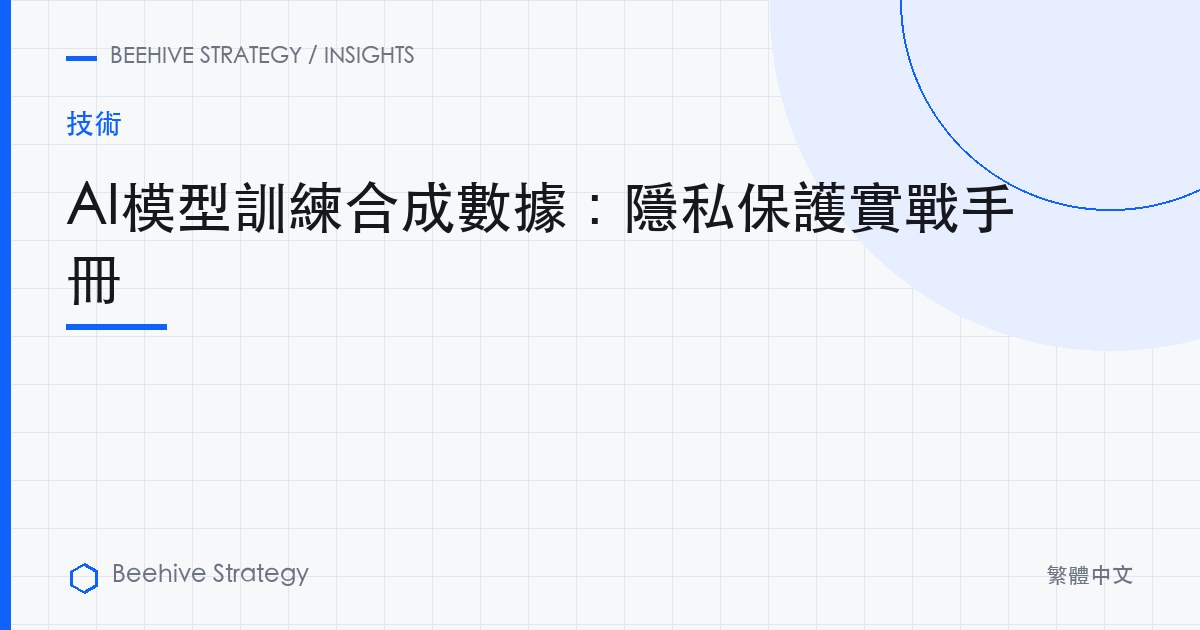 BEEHIVE STRATEGY / INSIGHTS
技術
AI模型訓練合成數據：隱私保護實戰手
冊
Beehive Strategy
繁體中文